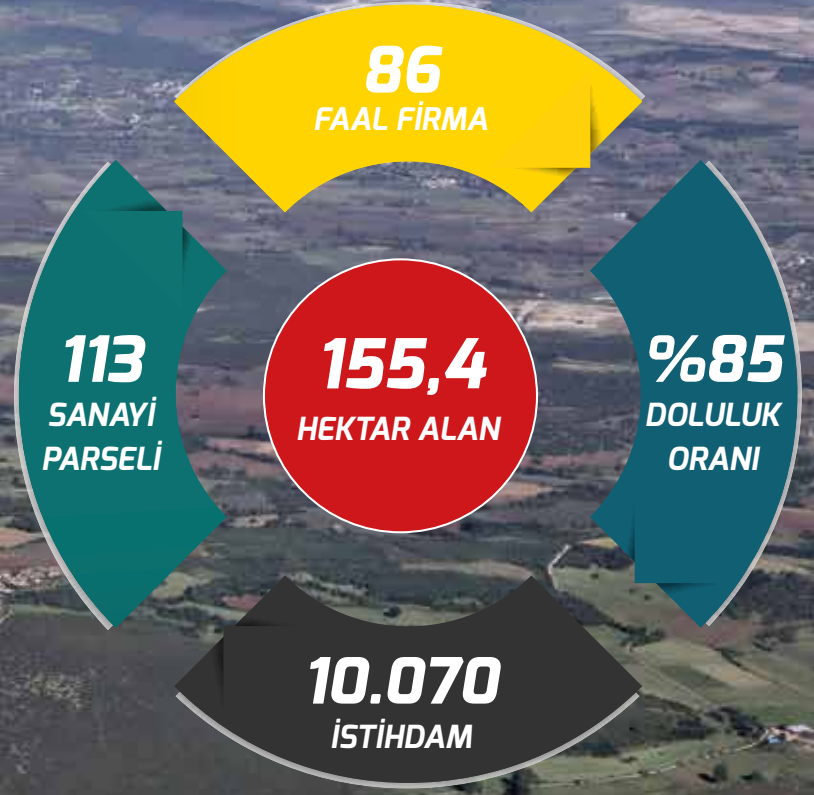 86
FAAL FİRMA
113
SANAYİ
PARSELİ
155,4
HEKTAR ALAN
%85
DOLULUK
ORANI
10.070
İSTİHDAM